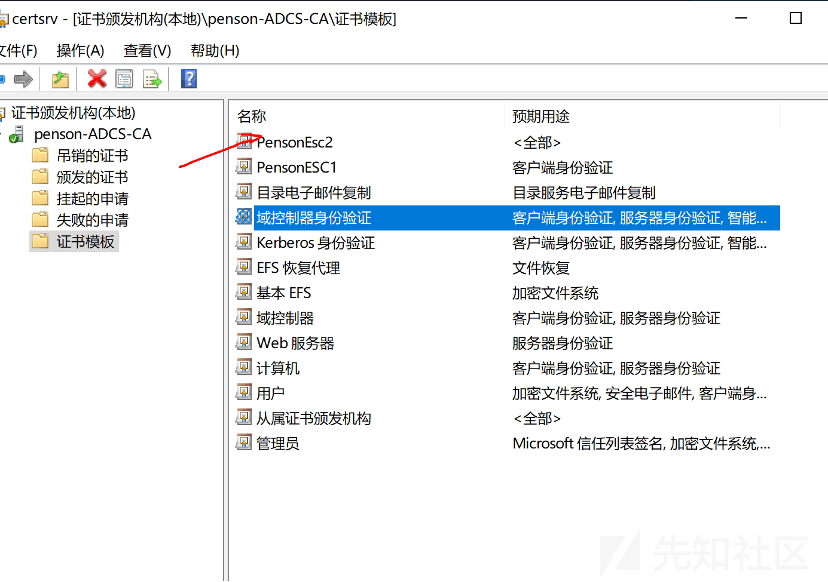 certsrv - [证书颁发机构(本地)\penson-ADCS-CA\证书模板]
文件(F) 操作(A) 查看(V) 帮助(H)
证书颁发机构(本地)
penson-ADCS-CA
吊销的证书
颁发的证书
挂起的申请
失败的申请
证书模板
名称 预期用途
PensonEsc2 <全部>
PensonESC1 客户端身份验证
目录电子邮件复制 目录服务电子邮件复制
域控制器身份验证 客户端身份验证, 服务器身份验证, 智能...
Kerberos 身份验证 客户端身份验证, 服务器身份验证, 智能...
EFS 恢复代理 文件恢复
基本 EFS 加密文件系统
域控制器 客户端身份验证, 服务器身份验证
Web 服务器 服务器身份验证
计算机 客户端身份验证, 服务器身份验证
用户 加密文件系统, 安全电子邮件, 客户端身...
从属证书颁发机构 <全部>
管理员 Microsoft 信任列表签名, 加密文件系统,...
先知社区